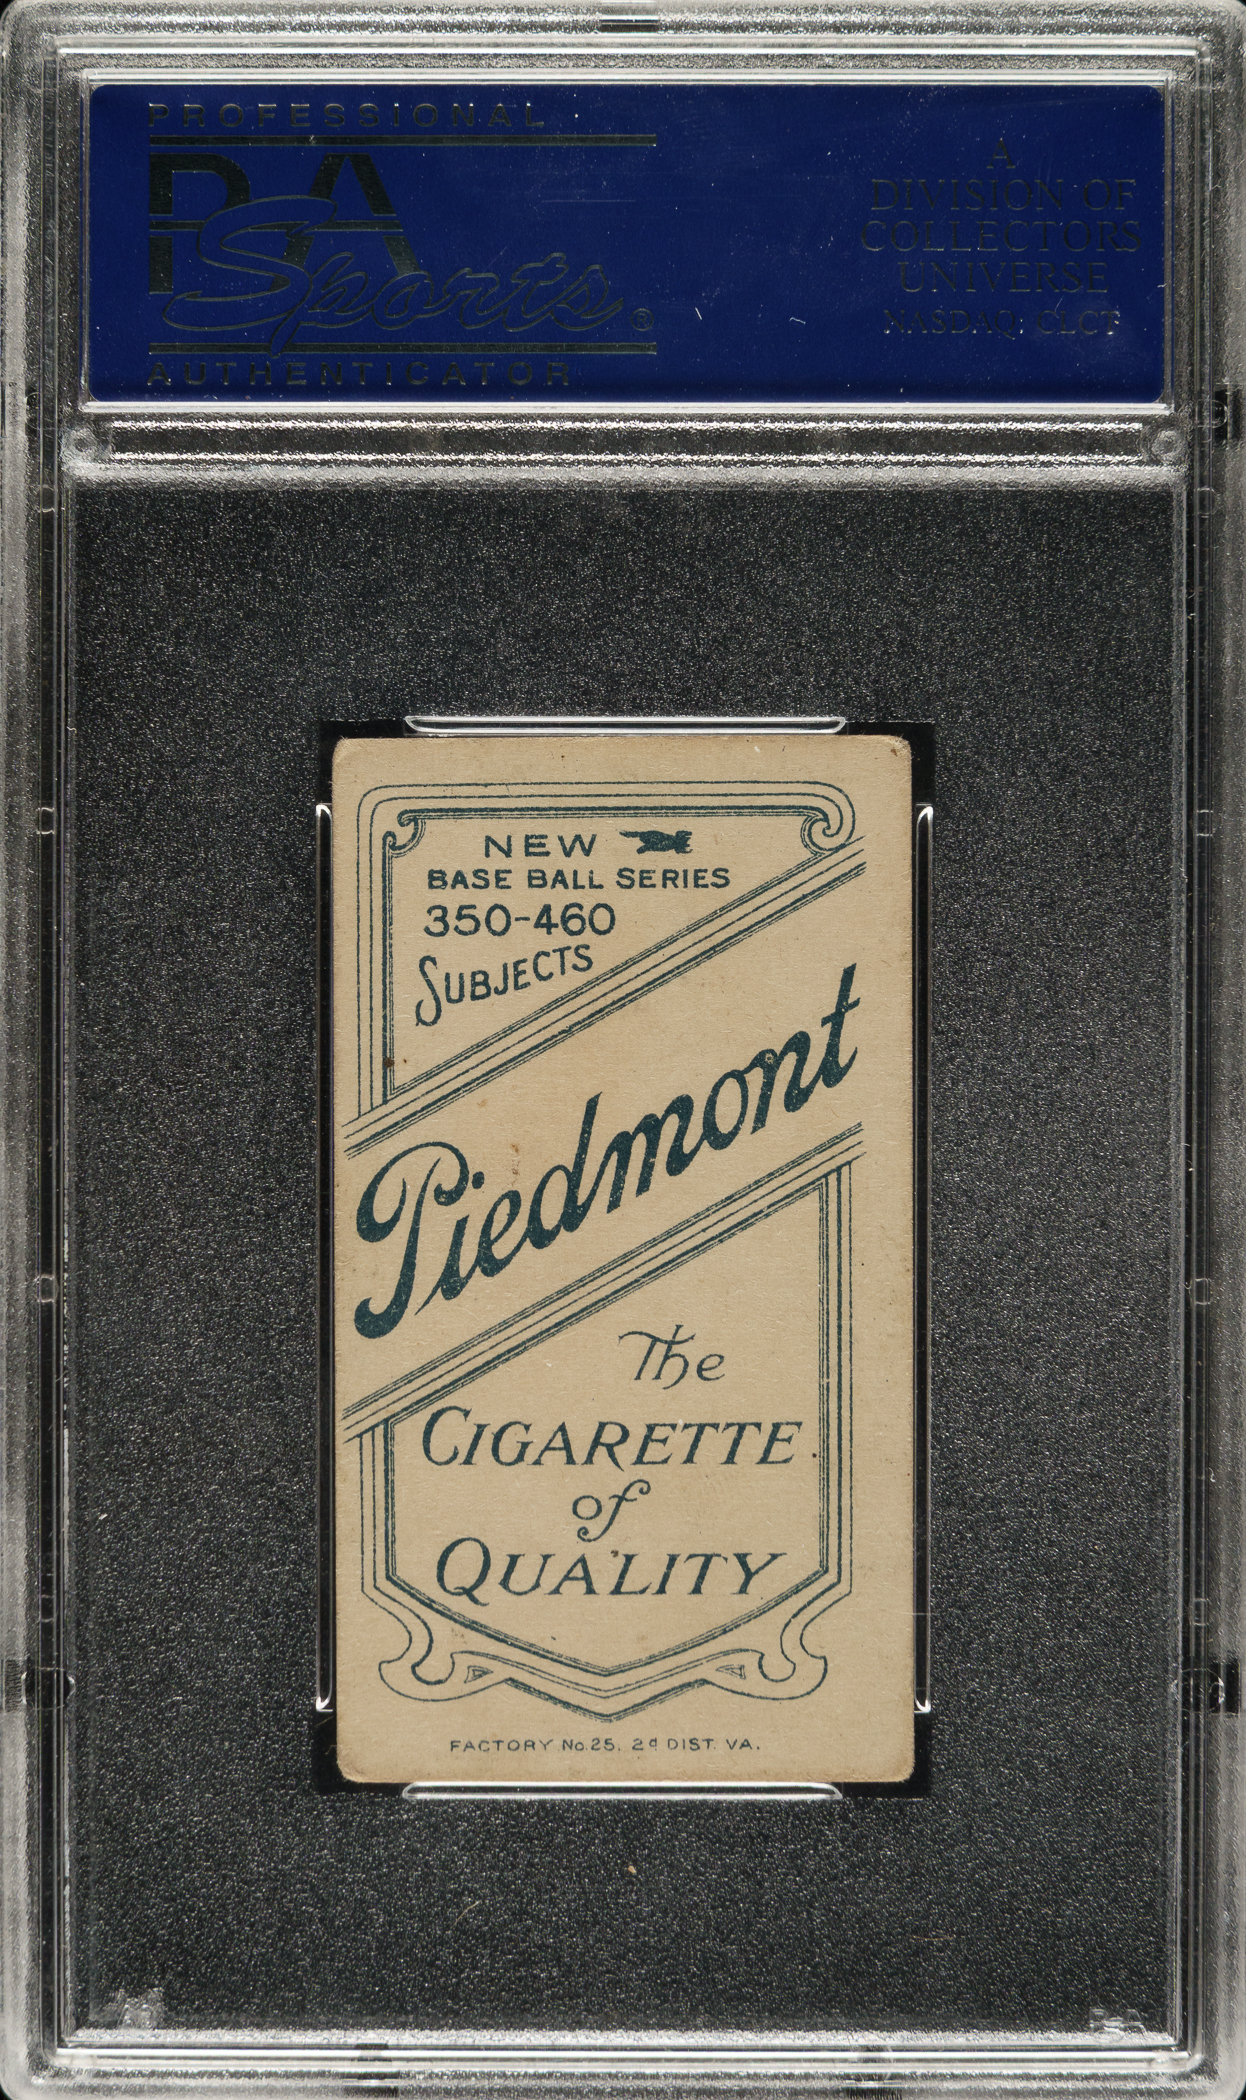 PROFESSIONAL
PSA
Sports®
AUTHENTICATOR
A
DIVISION OF
COLLECTORS
UNIVERSE
NASDAQ: CLCT
NEW
BASE BALL SERIES
350-460
SUBJECTS
Piedmont
The
CIGARETTE
of
QUALITY
FACTORY No. 25. 2d DIST. VA.
PSA